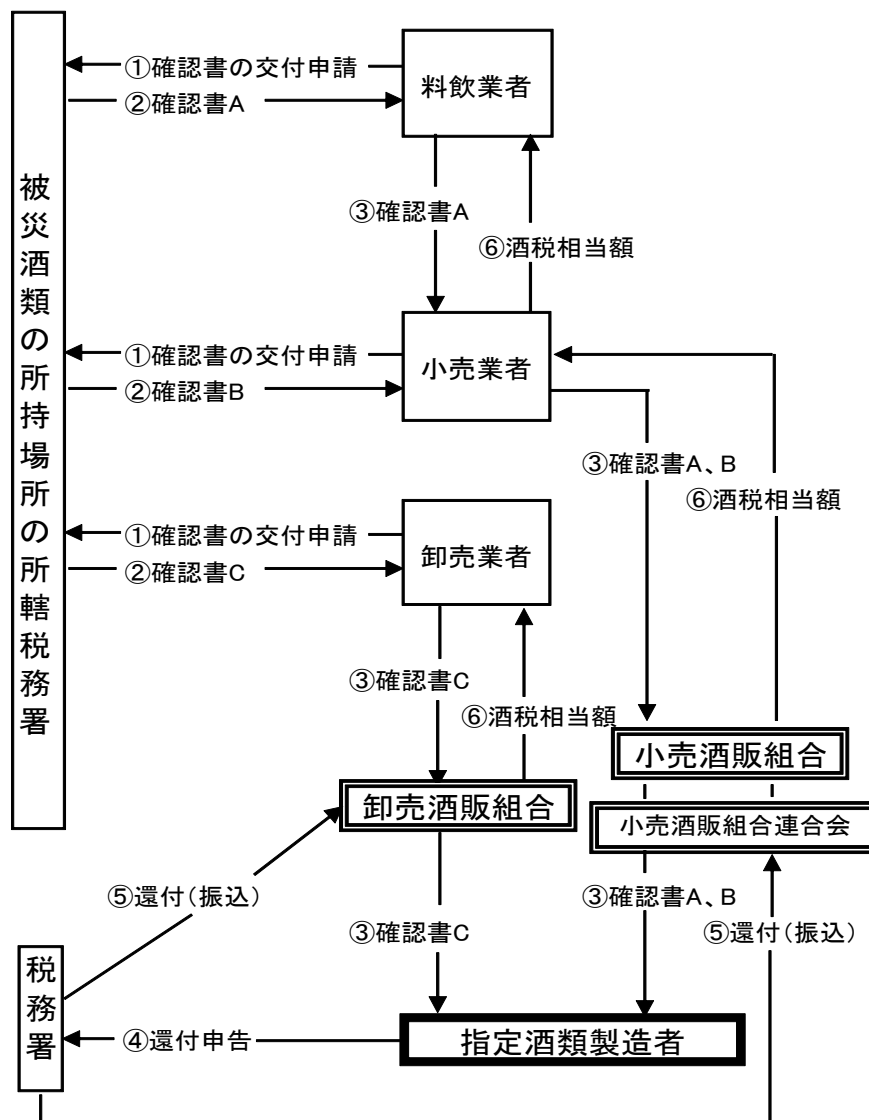 被災酒類の所持場所の所轄税務署
①確認書の交付申請
②確認書A
料飲業者
③確認書A
⑥酒税相当額
①確認書の交付申請
②確認書B
小売業者
③確認書A、B
⑥酒税相当額
①確認書の交付申請
②確認書C
卸売業者
③確認書C
⑥酒税相当額
小売酒販組合
卸売酒販組合
小売酒販組合連合会
⑤還付(振込)
③確認書C
③確認書A、B
⑤還付(振込)
税務署
④還付申告
指定酒類製造者